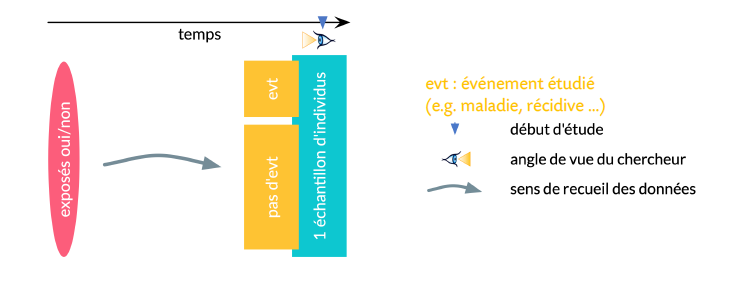 temps
exposés oui/non
evt
pas d'evt
1 échantillon d'individus
evt : événement étudié
(e.g. maladie, récidive ...)
début d'étude
angle de vue du chercheur
sens de recueil des données